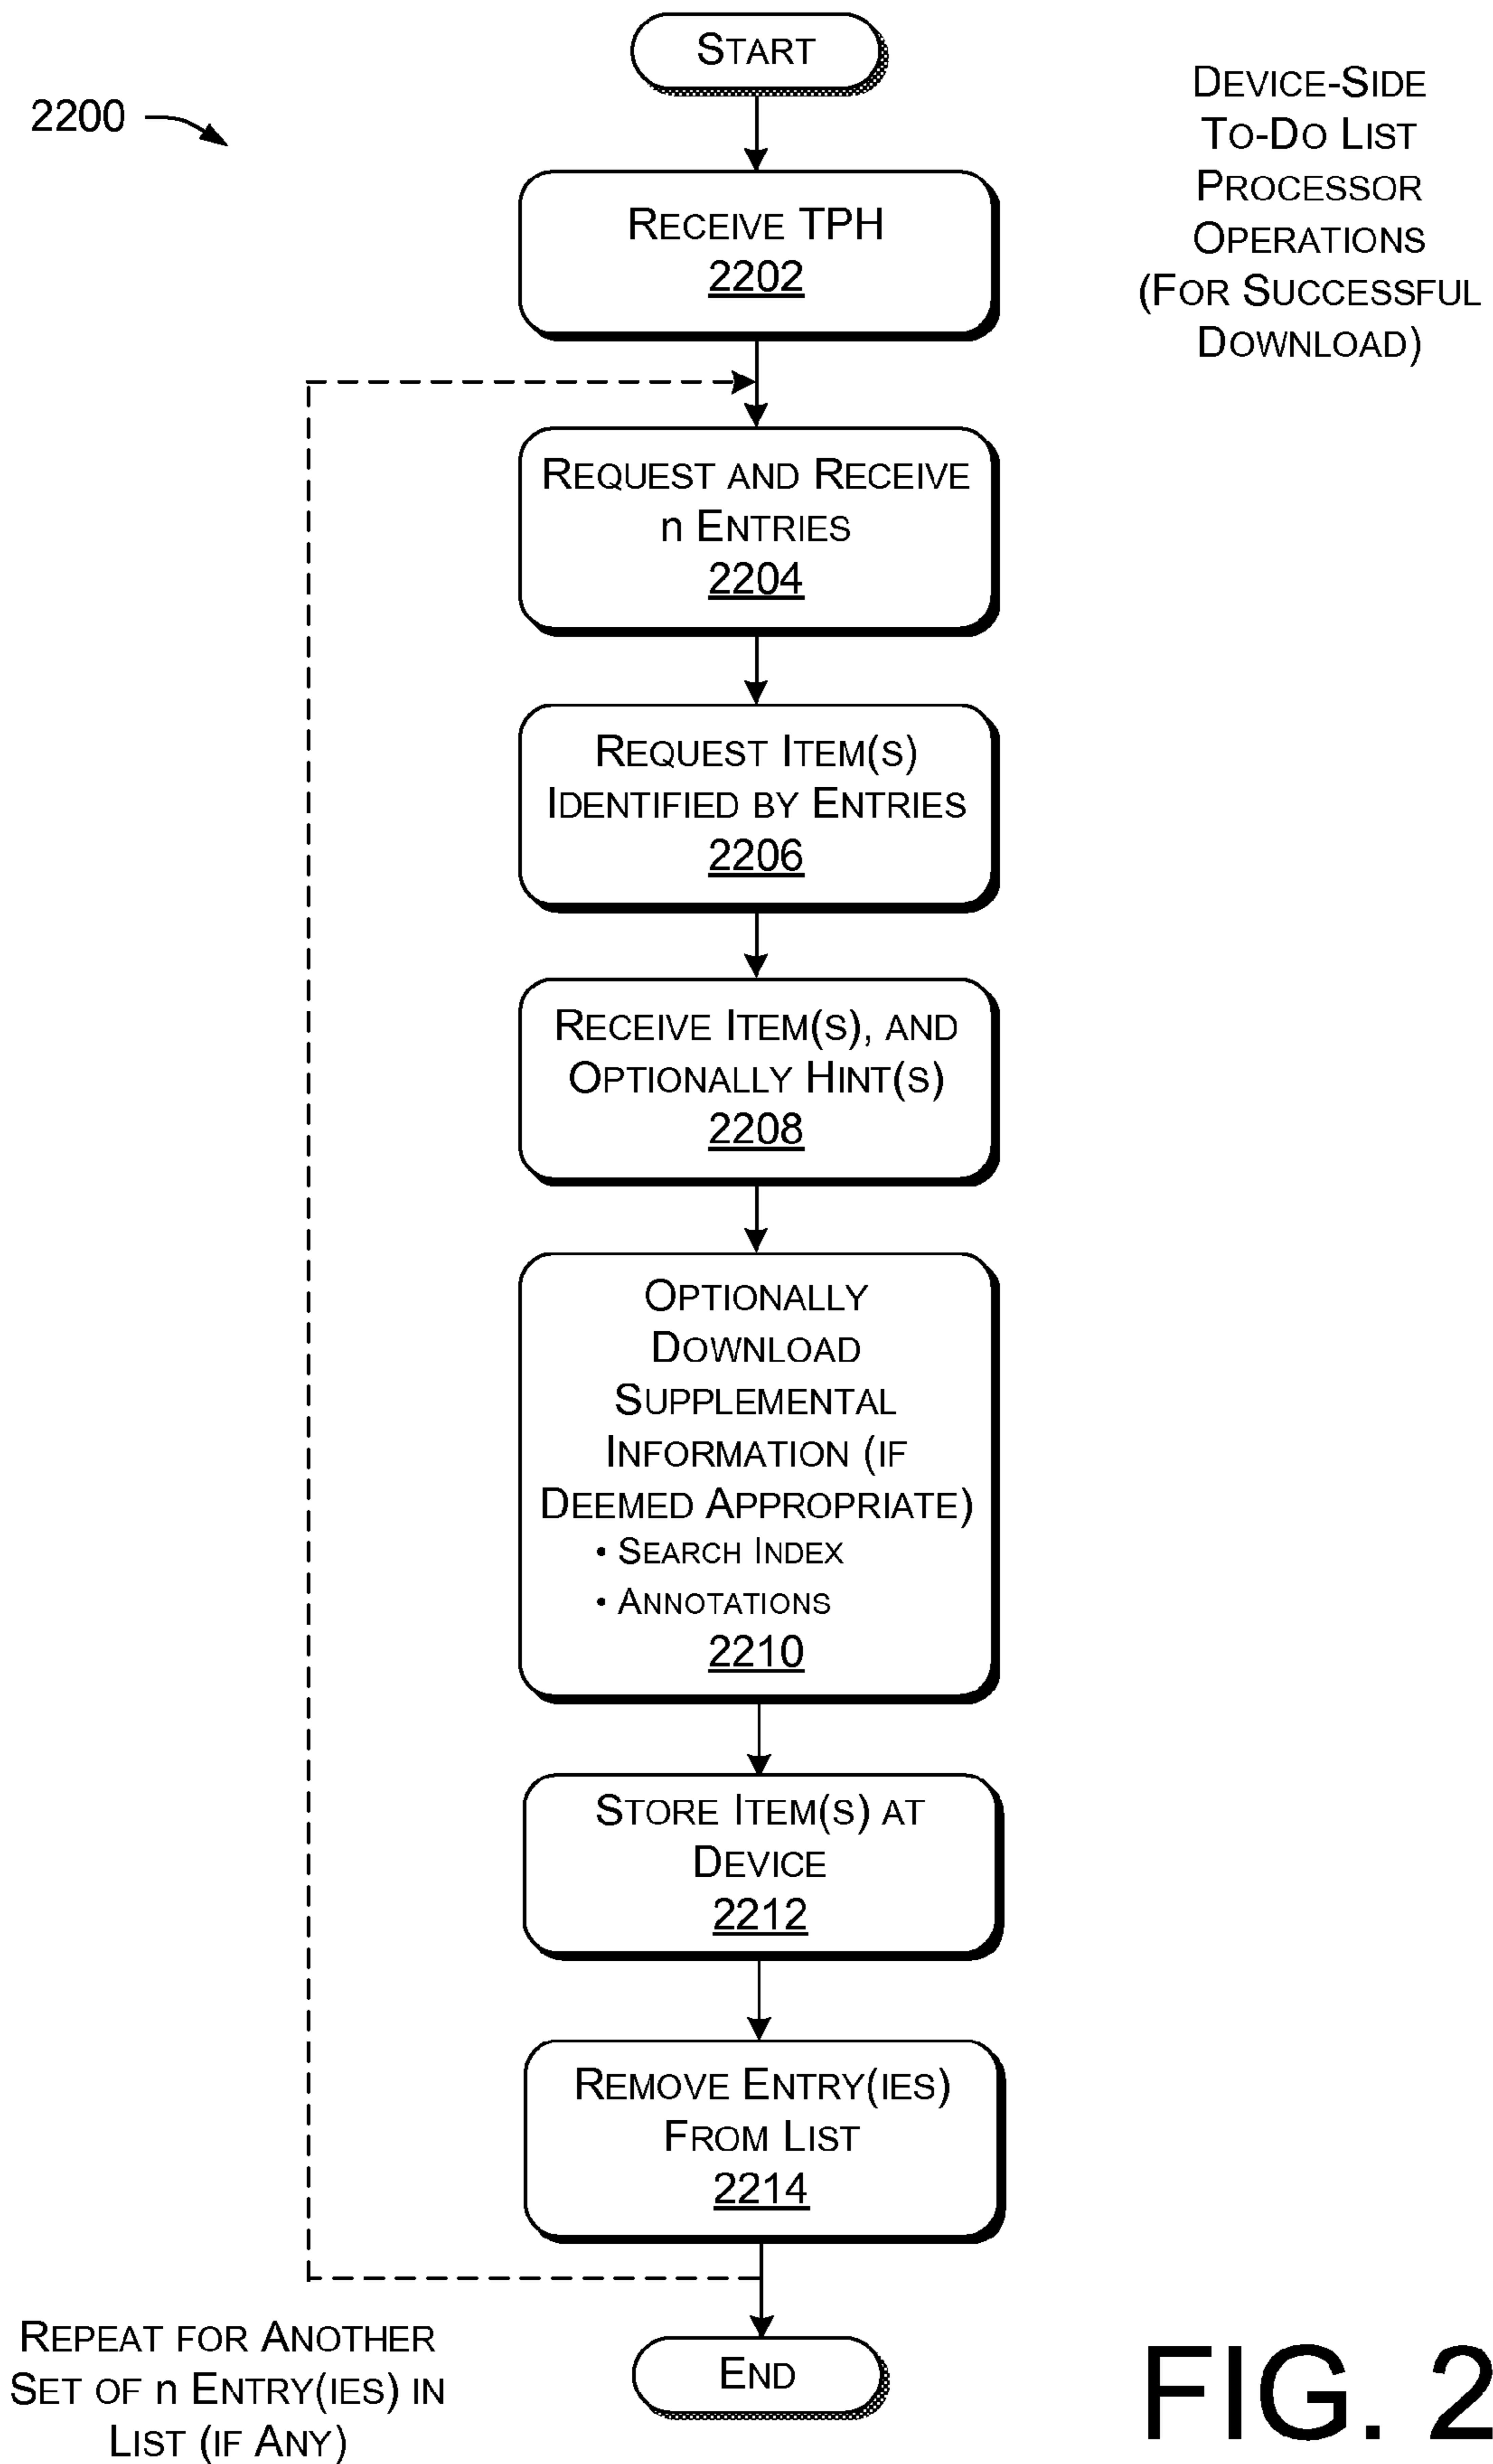 START
2200
DEVICE-SIDE
TO-DO LIST
PROCESSOR
OPERATIONS
(FOR SUCCESSFUL
DOWNLOAD)
RECEIVE TPH
2202
REQUEST AND RECEIVE
n ENTRIES
2204
REQUEST ITEM(S)
IDENTIFIED BY ENTRIES
2206
RECEIVE ITEM(S), AND
OPTIONALLY HINT(S)
2208
OPTIONALLY
DOWNLOAD
SUPPLEMENTAL
INFORMATION (IF
DEEMED APPROPRIATE)
• SEARCH INDEX
• ANNOTATIONS
2210
STORE ITEM(S) AT
DEVICE
2212
REMOVE ENTRY(IES)
FROM LIST
2214
REPEAT FOR ANOTHER
SET OF n ENTRY(IES) IN
LIST (IF ANY)
END
FIG. 2